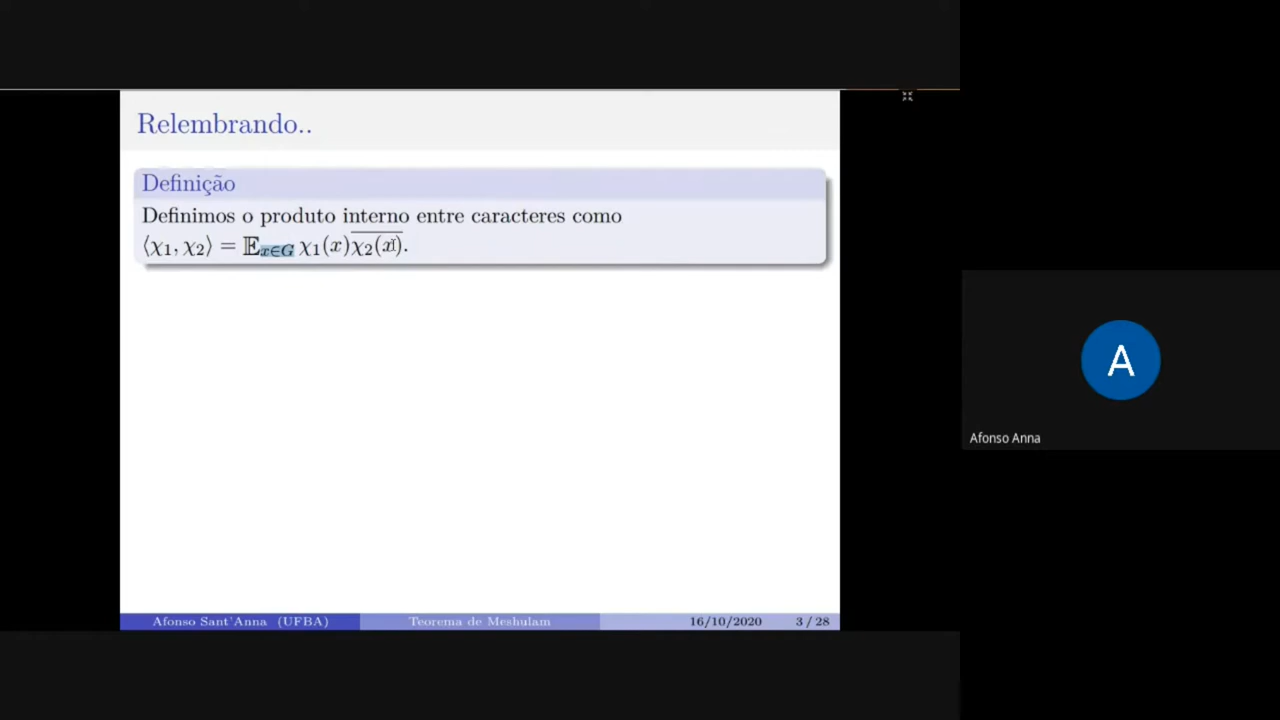 Relembrando..
Definição
Definimos o produto interno entre caracteres como
⟨χ₁, χ₂⟩ = 𝔼ₓ∈G χ₁(x)χ₂(x)̅.
A
Afonso Anna
Afonso Sant'Anna (UFBA) Teorema de Meshulam 16/10/2020 3 / 28